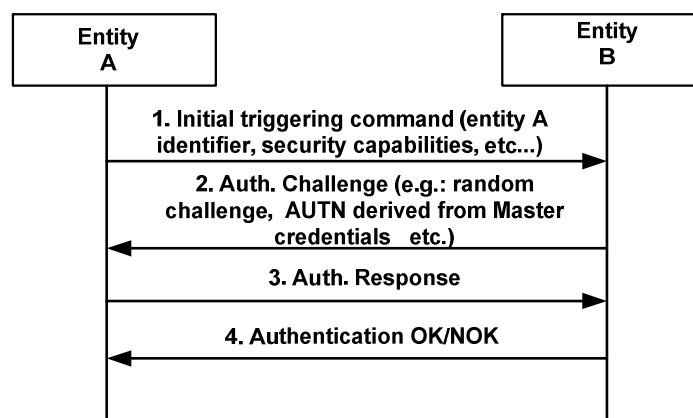 Entity
A
Entity
B
1. Initial triggering command (entity A
identifier, security capabilities, etc...)
2. Auth. Challenge (e.g.: random
challenge, AUTN derived from Master
credentials etc.)
3. Auth. Response
4. Authentication OK/NOK